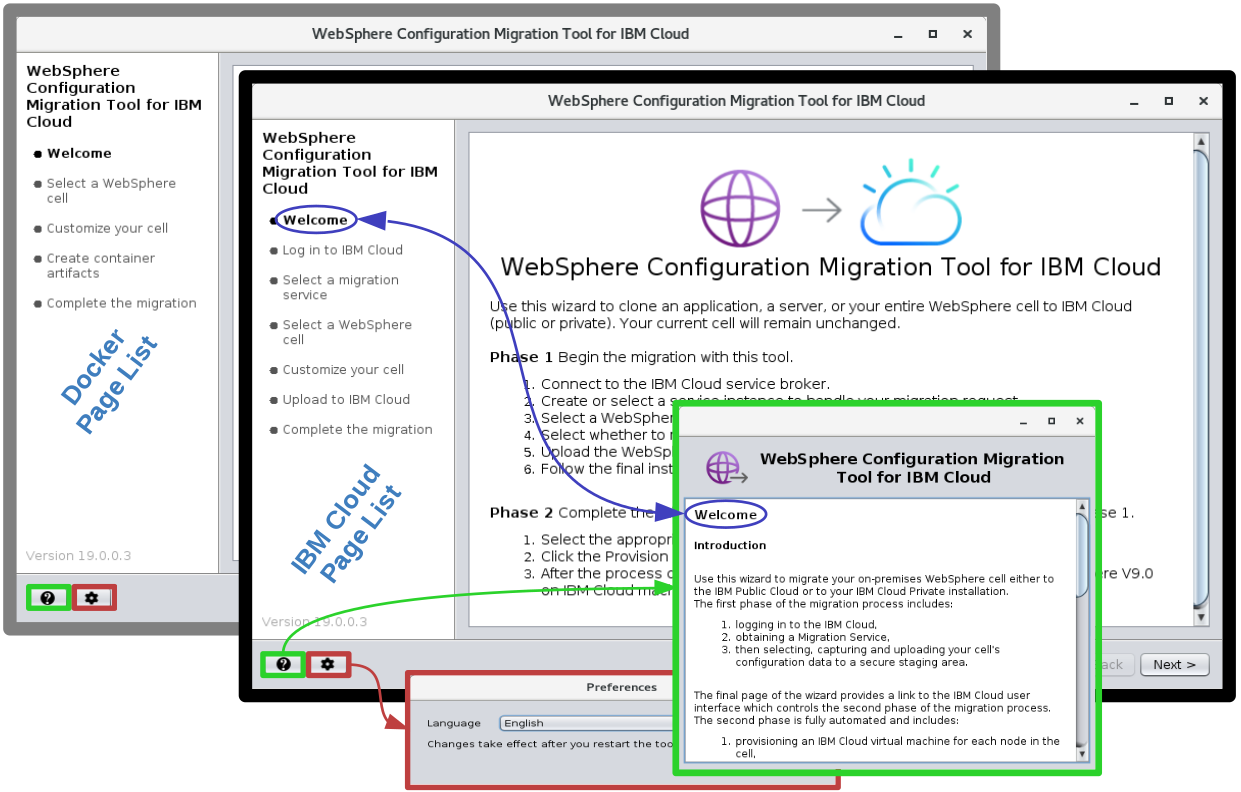 WebSphere Configuration Migration Tool for IBM Cloud
WebSphere
Configuration
Migration Tool for IBM
Cloud
Welcome
Select a WebSphere
cell
Customize your cell
Create container
artifacts
Complete the migration
Docker
Page List
Version 19.0.0.3
WebSphere Configuration Migration Tool for IBM Cloud
WebSphere
Configuration
Migration Tool for IBM
Cloud
Welcome
Log in to IBM Cloud
Select a migration
service
Select a WebSphere
cell
Customize your cell
Upload to IBM Cloud
Complete the migration
IBM Cloud
Page List
Version 19.0.0.3
WebSphere Configuration Migration Tool for IBM Cloud
Use this wizard to clone an application, a server, or your entire WebSphere cell to IBM Cloud
(public or private). Your current cell will remain unchanged.
Phase 1 Begin the migration with this tool.
1. Connect to the IBM Cloud service broker.
2. Create or select a service instance to handle your migration request.
3. Select a WebSpher
4. Select whether to
5. Upload the WebSp
6. Follow the final inst
Phase 2 Complete the se 1.
1. Select the appropr
2. Click the Provision
3. After the process ere V9.0
on IBM Cloud mac
ack
Next >
Preferences
Language English
Changes take effect after you restart the too
WebSphere Configuration Migration
Tool for IBM Cloud
Welcome
Introduction
Use this wizard to migrate your on-premises WebSphere cell either to
the IBM Public Cloud or to your IBM Cloud Private installation.
The first phase of the migration process includes:
1. logging in to the IBM Cloud,
2. obtaining a Migration Service,
3. then selecting, capturing and uploading your cell's
configuration data to a secure staging area.
The final page of the wizard provides a link to the IBM Cloud user
interface which controls the second phase of the migration process.
The second phase is fully automated and includes:
1. provisioning an IBM Cloud virtual machine for each node in the
cell,